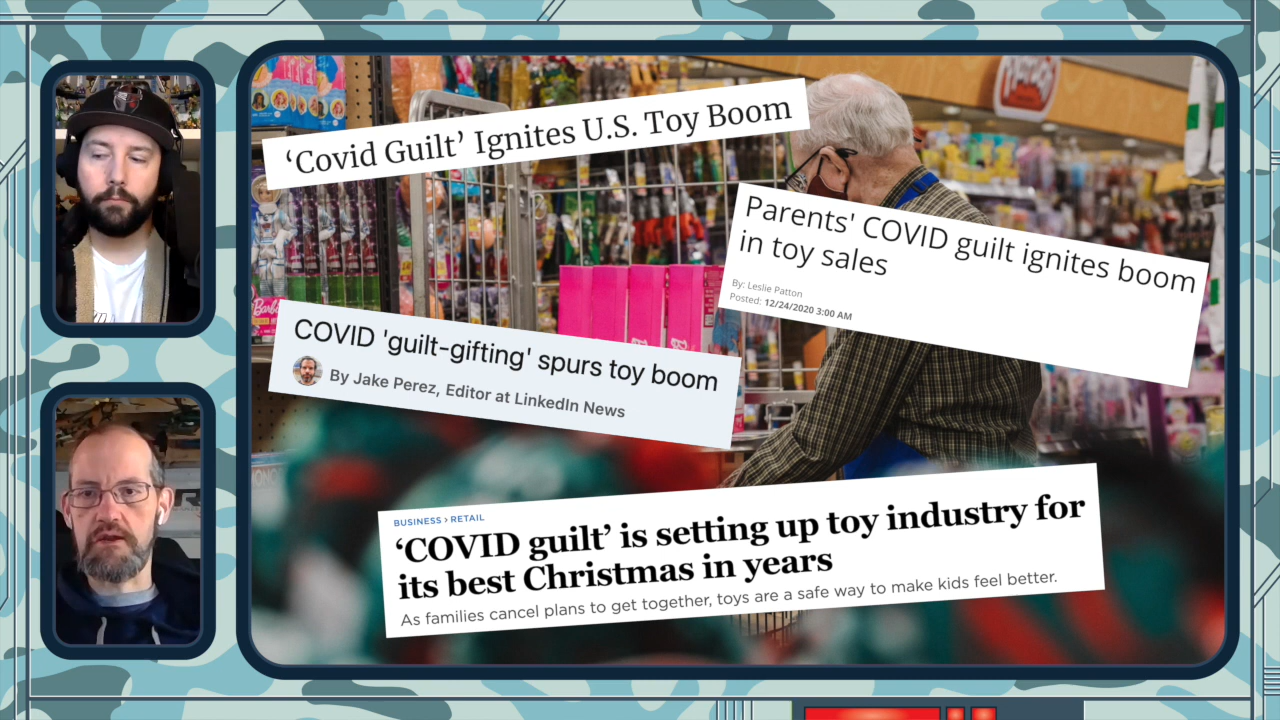 ‘Covid Guilt’ Ignites U.S. Toy Boom
Parents' COVID guilt ignites boom
in toy sales
By: Leslie Patton
Posted: 12/24/2020 3:00 AM
COVID 'guilt-gifting' spurs toy boom
By Jake Perez, Editor at LinkedIn News
BUSINESS › RETAIL
‘COVID guilt’ is setting up toy industry for
its best Christmas in years
As families cancel plans to get together, toys are a safe way to make kids feel better.
Barbie